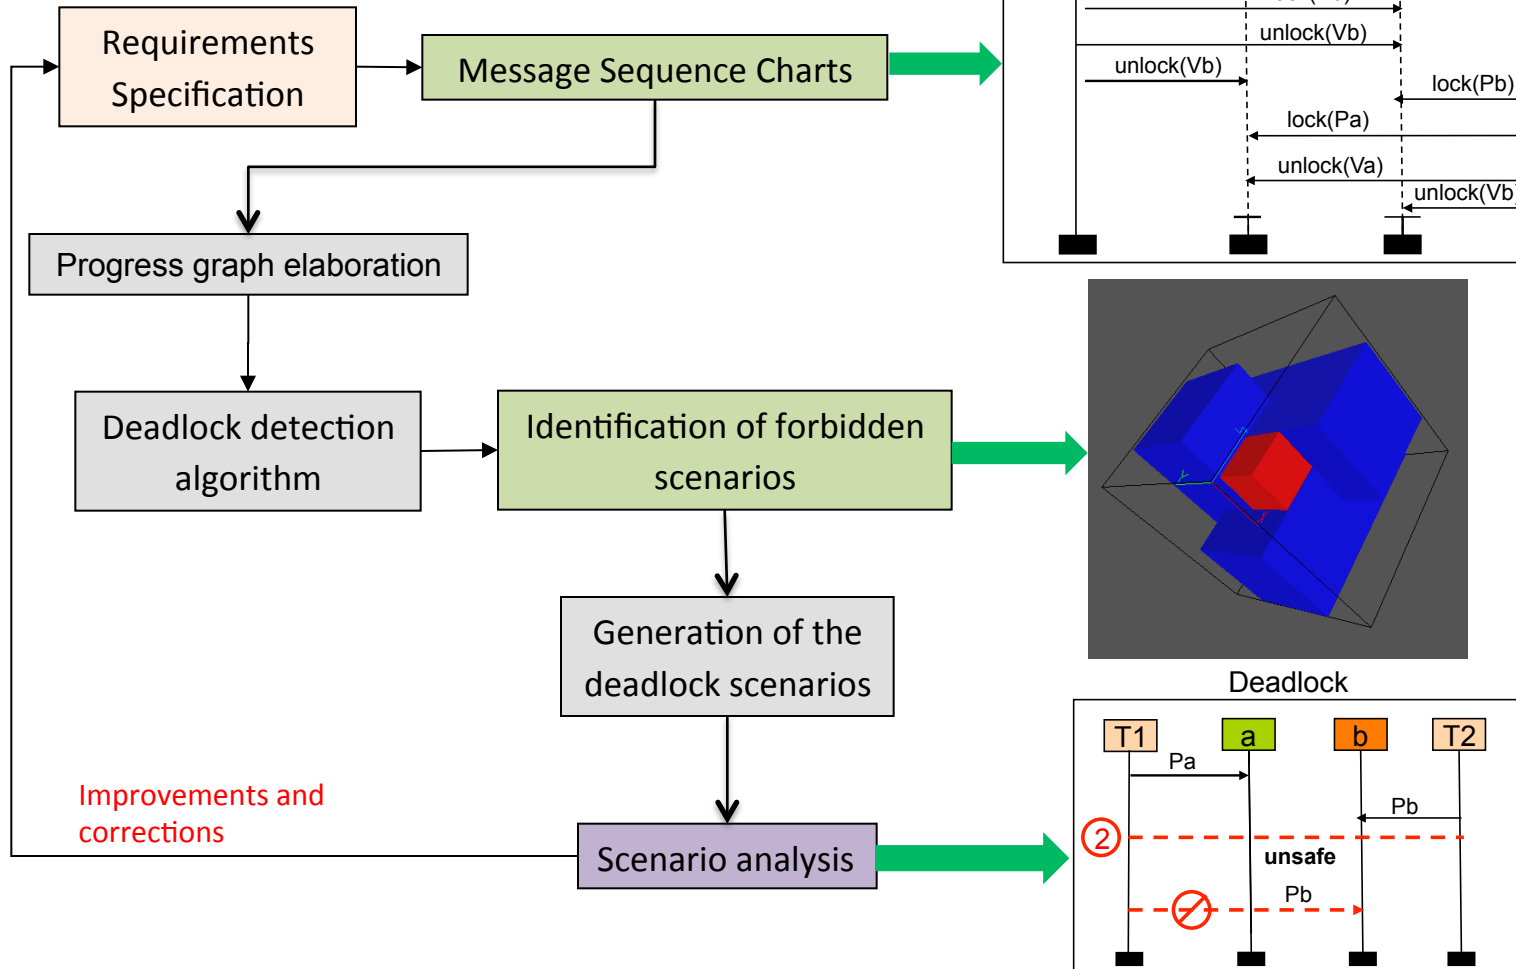 Requirements
Specification
Message Sequence Charts
unlock(Vb)
unlock(Vb)
lock(Pb)
lock(Pa)
unlock(Va)
unlock(Vb)
Progress graph elaboration
Deadlock detection
algorithm
Identification of forbidden
scenarios
Generation of the
deadlock scenarios
Improvements and
corrections
Scenario analysis
Deadlock
T1
a
b
T2
Pa
Pb
2
unsafe
Pb